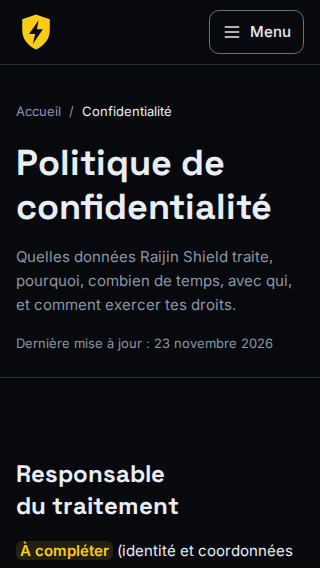 Menu
Accueil / Confidentialité
Politique de
confidentialité
Quelles données Raijin Shield traite,
pourquoi, combien de temps, avec qui,
et comment exercer tes droits.
Dernière mise à jour : 23 novembre 2026
Responsable
du traitement
À compléter (identité et coordonnées